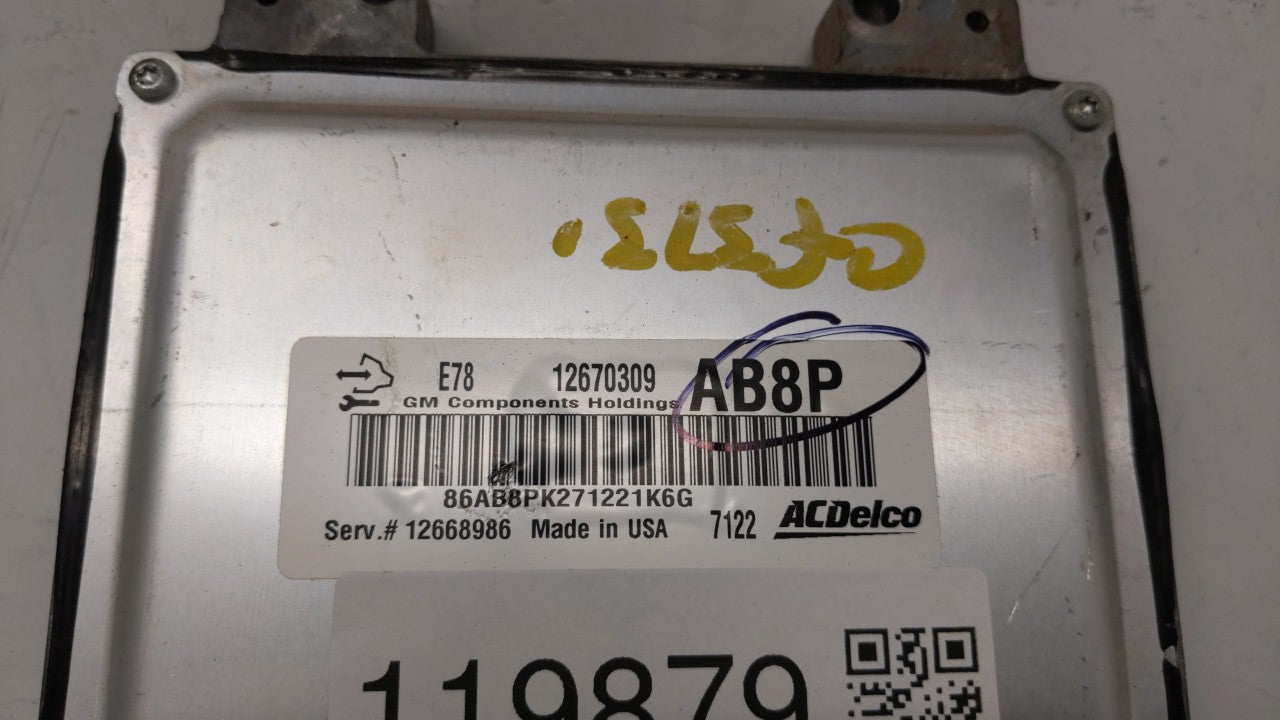 E78 12670309 AB8P
GM Components Holdings
86AB8PK271221K6G
Serv.# 12668986 Made in USA 7122 ACDelco
119879